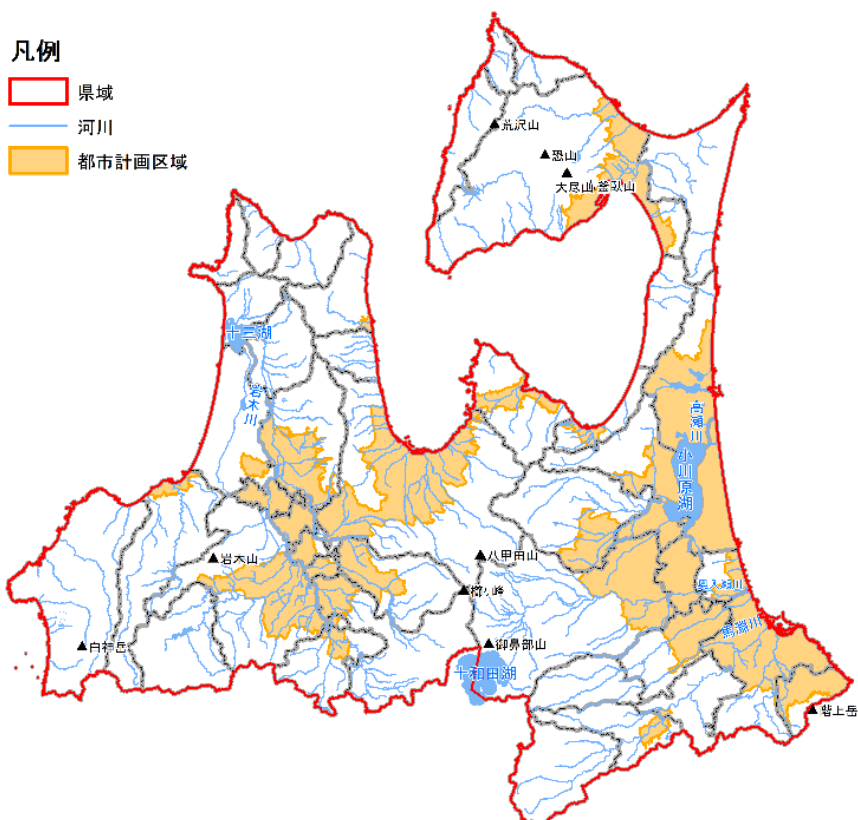 凡例
県域
河川
都市計画区域
荒沢山
恐山
大尽山
釜臥山
十三湖
岩木川
高瀬川
小川原湖
岩木山
八甲田山
櫛ヶ峰
奥入瀬川
馬淵川
白神岳
御鼻部山
十和田湖
階上岳